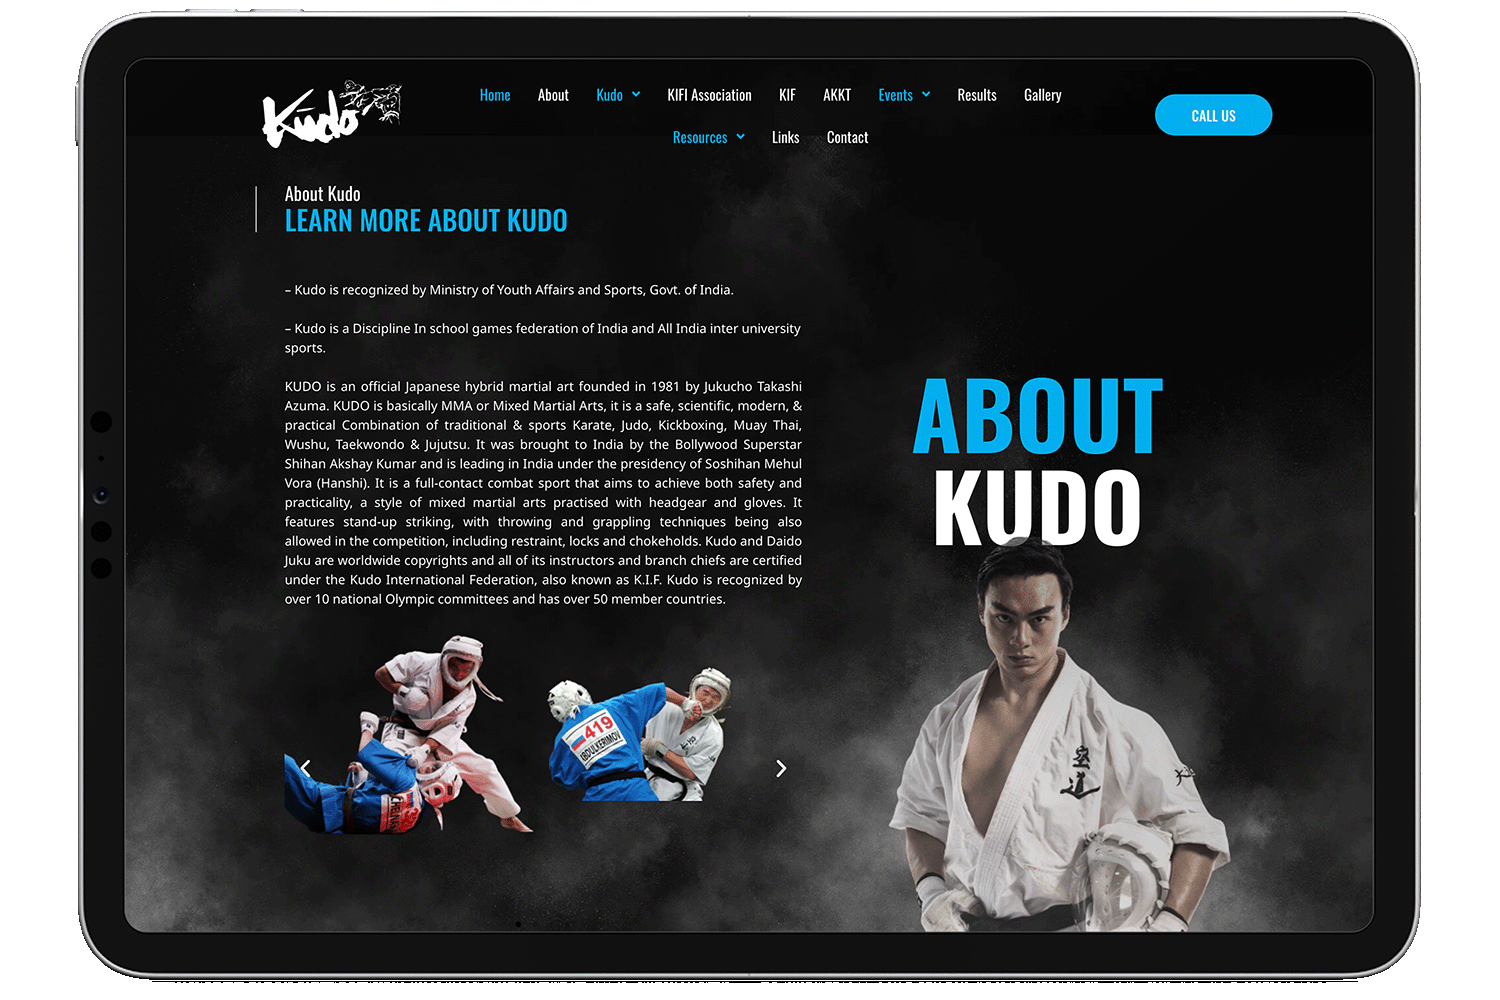 Kudo
Home About Kudo KIFI Association KIF AKKT Events Results Gallery
Resources Links Contact
CALL US
About Kudo
LEARN MORE ABOUT KUDO
– Kudo is recognized by Ministry of Youth Affairs and Sports, Govt. of India.
– Kudo is a Discipline In school games federation of India and All India inter university
sports.
KUDO is an official Japanese hybrid martial art founded in 1981 by Jukucho Takashi
Azuma. KUDO is basically MMA or Mixed Martial Arts, it is a safe, scientific, modern, &
practical Combination of traditional & sports Karate, Judo, Kickboxing, Muay Thai,
Wushu, Taekwondo & Jujutsu. It was brought to India by the Bollywood Superstar
Shihan Akshay Kumar and is leading in India under the presidency of Soshihan Mehul
Vora (Hanshi). It is a full-contact combat sport that aims to achieve both safety and
practicality, a style of mixed martial arts practised with headgear and gloves. It
features stand-up striking, with throwing and grappling techniques being also
allowed in the competition, including restraint, locks and chokeholds. Kudo and Daido
Juku are worldwide copyrights and all of its instructors and branch chiefs are certified
under the Kudo International Federation, also known as K.I.F. Kudo is recognized by
over 10 national Olympic committees and has over 50 member countries.
ABOUT
KUDO
419